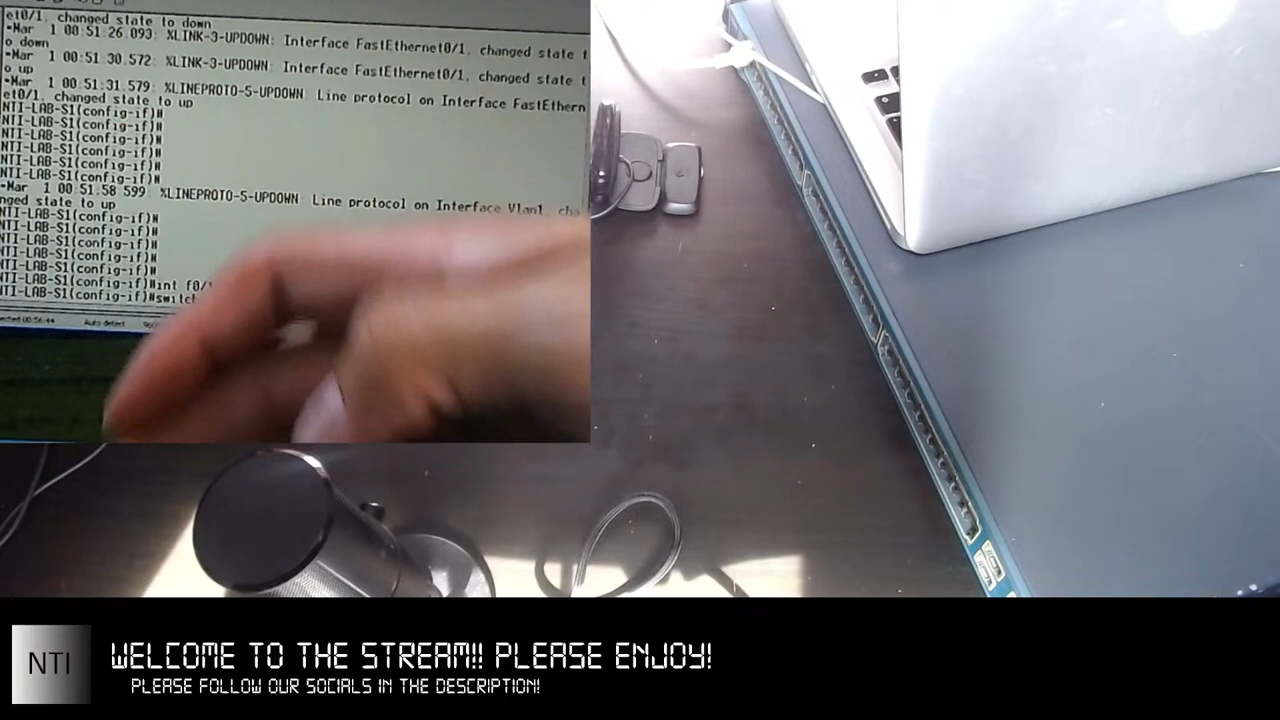 et0/1, changed state to down
*Mar 1 00:51:26.093: %LINK-3-UPDOWN: Interface FastEthernet0/1, changed state t
o down
*Mar 1 00:51:30.572: %LINK-3-UPDOWN: Interface FastEthernet0/1, changed state t
o up
*Mar 1 00:51:31.579: %LINEPROTO-5-UPDOWN: Line protocol on Interface FastEthern
et0/1, changed state to up
NTI-LAB-S1(config-if)#
NTI-LAB-S1(config-if)#
NTI-LAB-S1(config-if)#
NTI-LAB-S1(config-if)#
NTI-LAB-S1(config-if)#
NTI-LAB-S1(config-if)#
*Mar 1 00:51:58.599: %LINEPROTO-5-UPDOWN: Line protocol on Interface Vlan1, cha
nged state to up
NTI-LAB-S1(config-if)#
NTI-LAB-S1(config-if)#
NTI-LAB-S1(config-if)#
NTI-LAB-S1(config-if)#
NTI-LAB-S1(config-if)#
NTI-LAB-S1(config-if)#int f0/
NTI-LAB-S1(config-if)#switch
00:56:44 Auto detect
NTI
WELCOME TO THE STREAM!! PLEASE ENJOY!
PLEASE FOLLOW OUR SOCIALS IN THE DESCRIPTION!